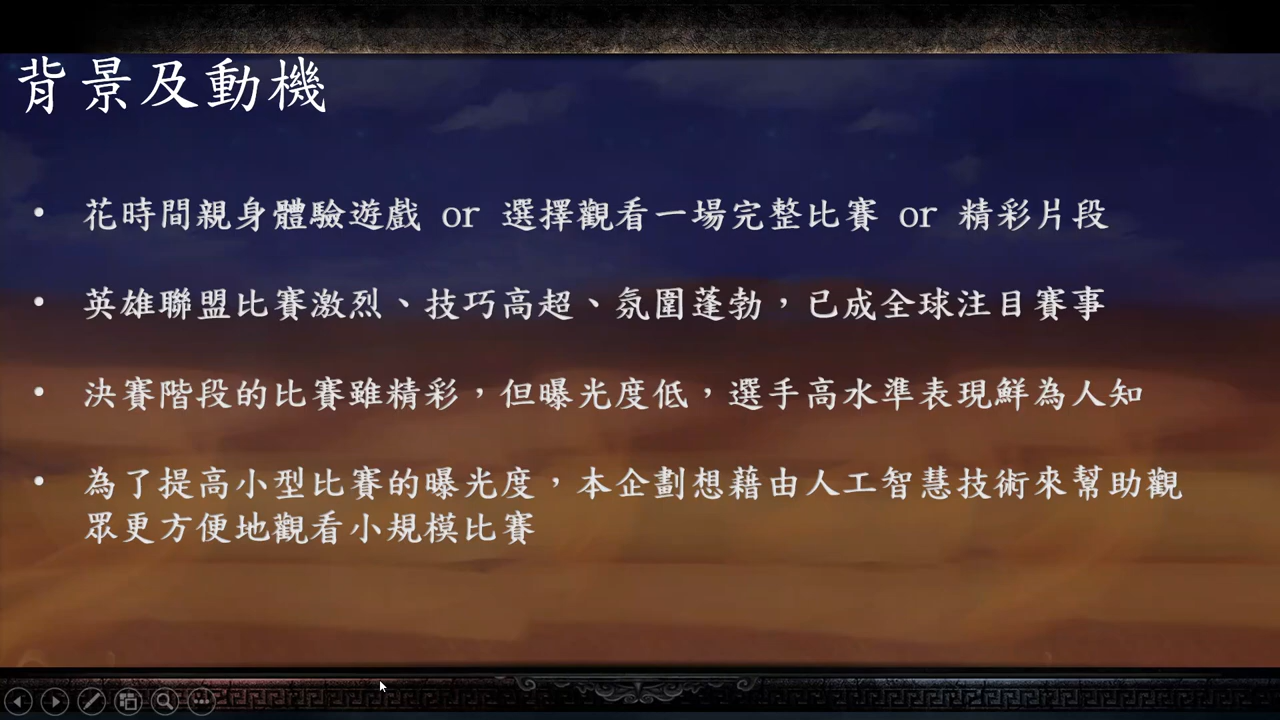 背景及動機
• 花時間親身體驗遊戲 or 選擇觀看一場完整比賽 or 精彩片段
• 英雄聯盟比賽激烈、技巧高超、氛圍蓬勃，已成全球注目賽事
• 決賽階段的比賽雖精彩，但曝光度低，選手高水準表現鮮為人知
• 為了提高小型比賽的曝光度，本企劃想藉由人工智慧技術來幫助觀
眾更方便地觀看小規模比賽